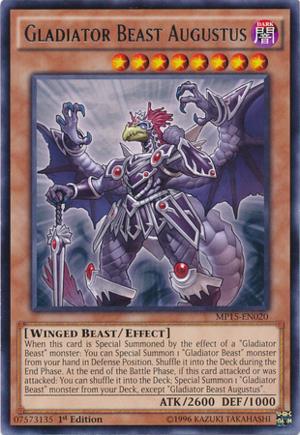 GLADIATOR BEAST AUGUSTUS
DARK
闇
MP15-EN020
[WINGED BEAST/EFFECT]
When this card is Special Summoned by the effect of a "Gladiator
Beast" monster: You can Special Summon 1 "Gladiator Beast" monster
from your hand in Defense Position. Shuffle it into the Deck during
the End Phase. At the end of the Battle Phase, if this card attacked or
was attacked: You can shuffle it into the Deck; Special Summon 1
"Gladiator Beast" monster from your Deck, except "Gladiator Beast Augustus".
ATK/2600 DEF/1000
07573135 1st Edition ©1996 KAZUKI TAKAHASHI